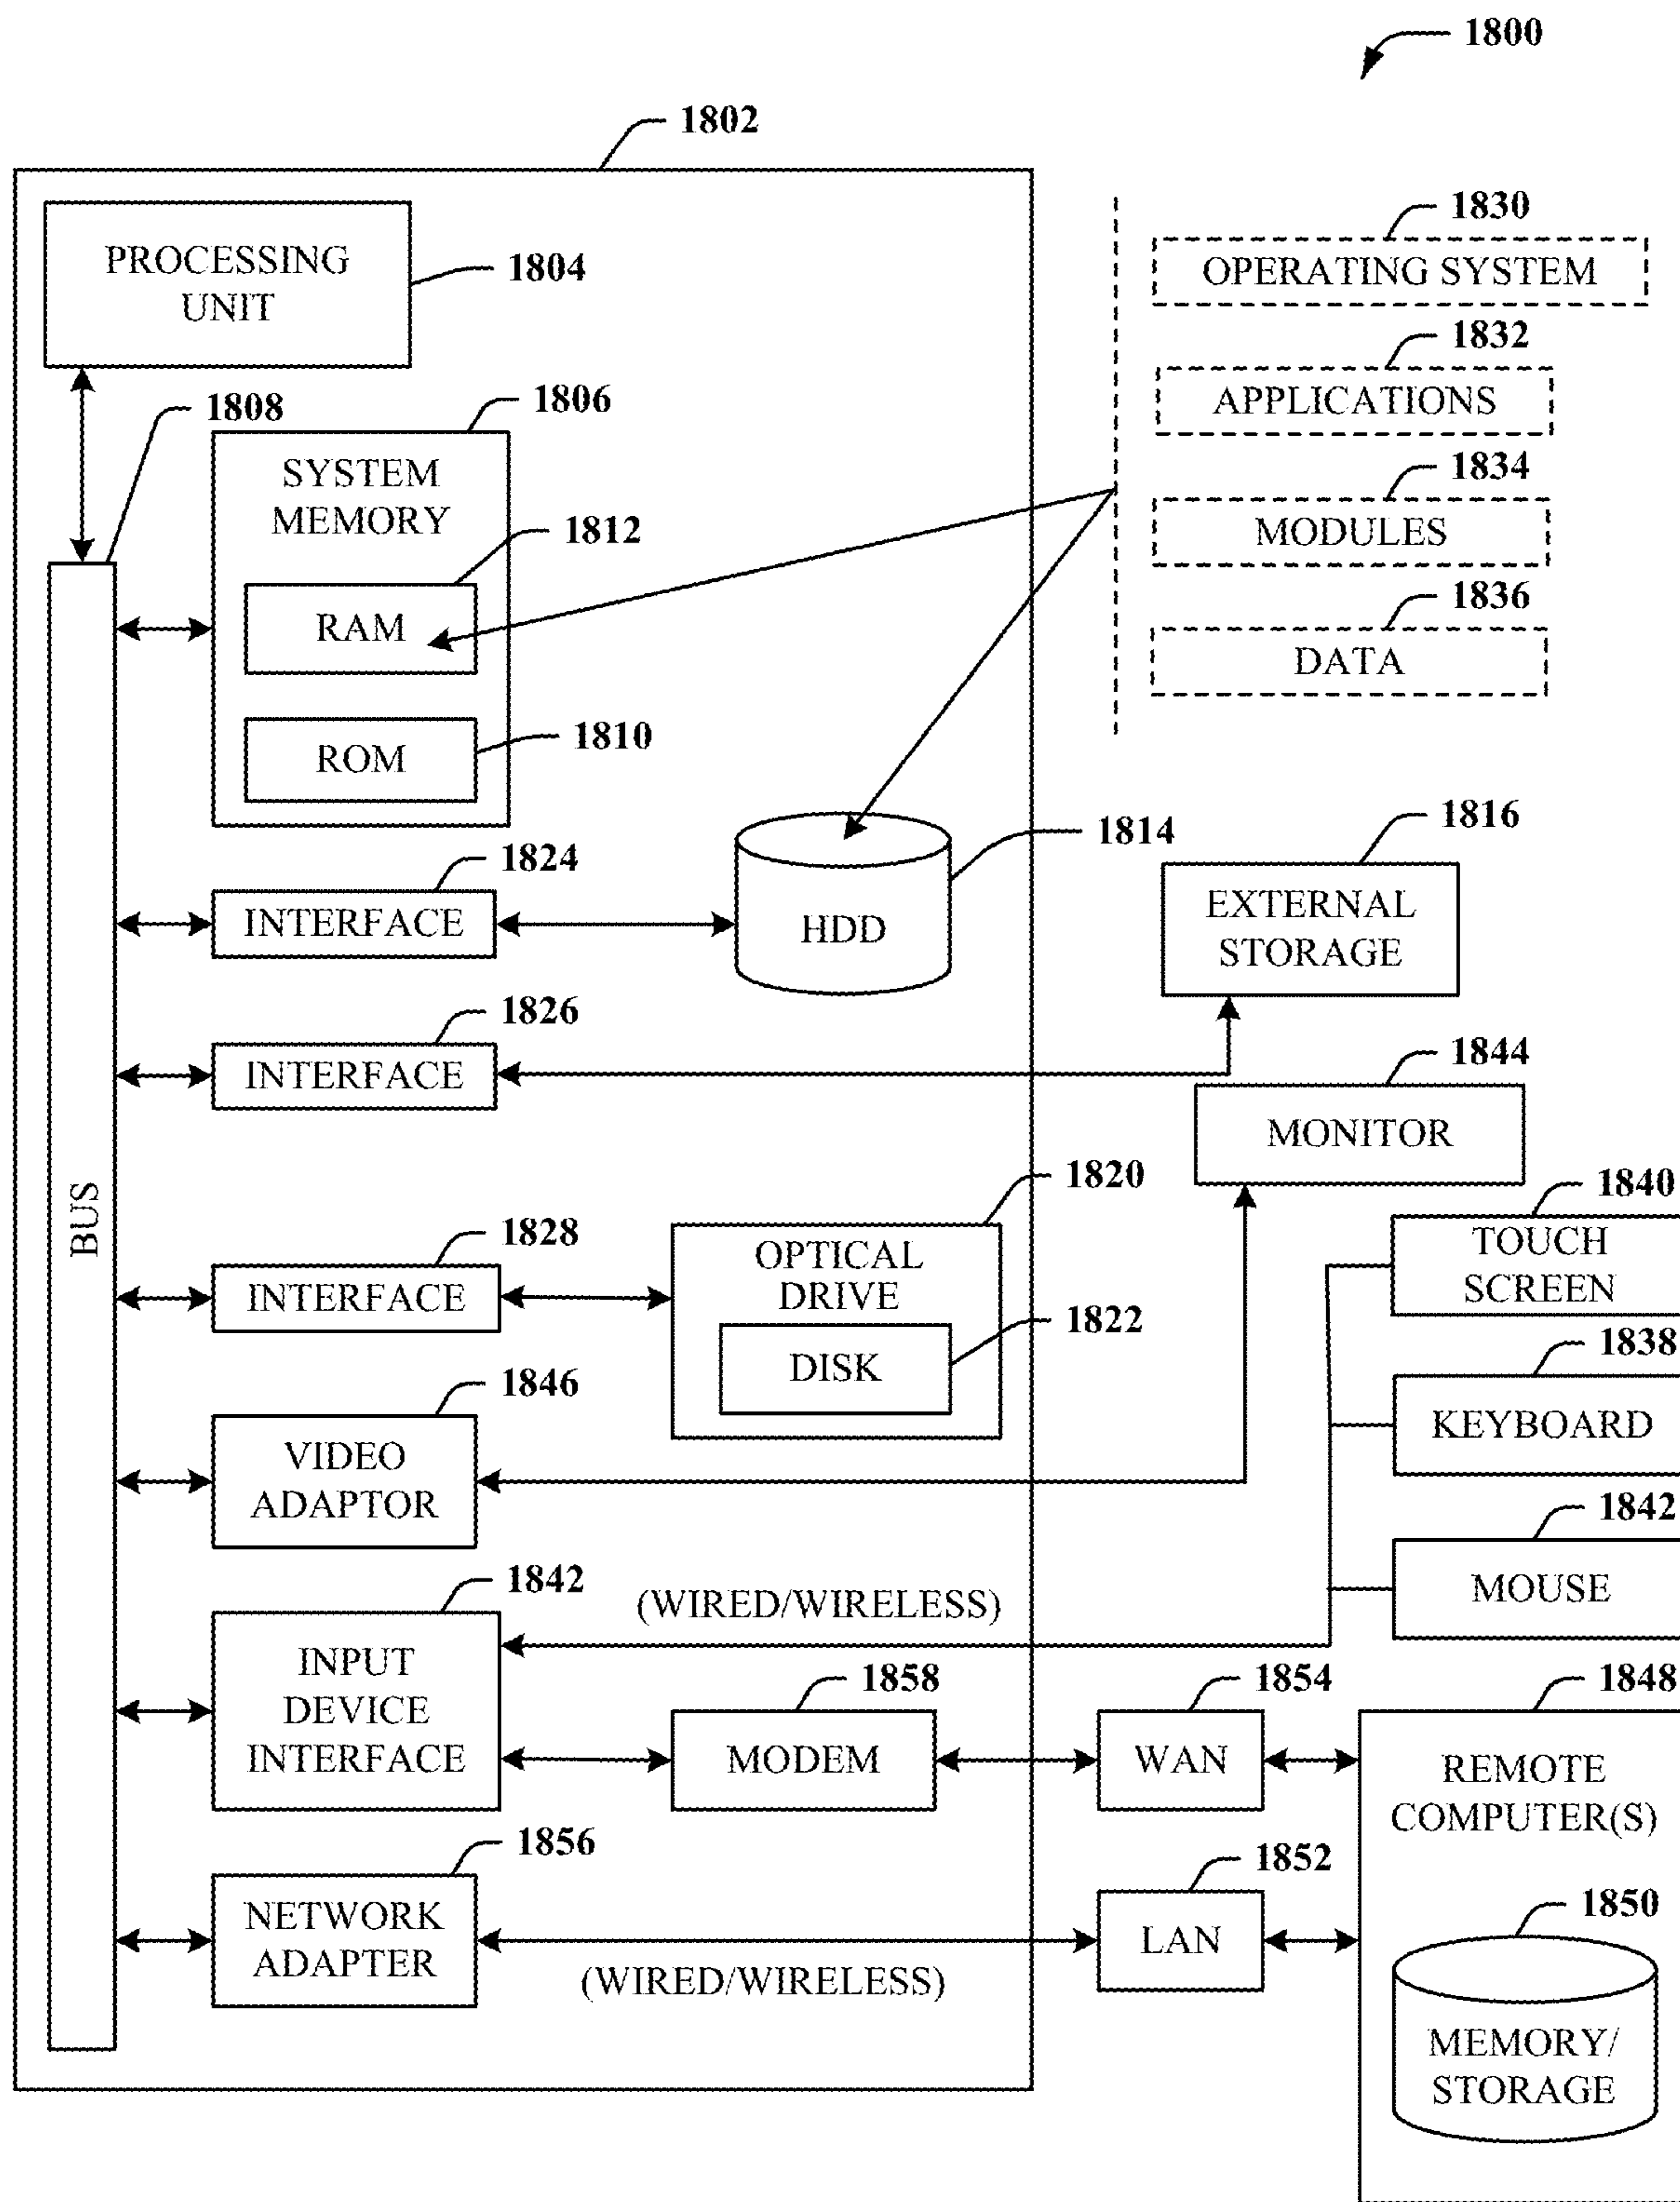 1800
1802
PROCESSING
UNIT
1804
1830
OPERATING SYSTEM
1832
APPLICATIONS
1834
MODULES
1836
DATA
1808
1806
SYSTEM
MEMORY
1812
RAM
1810
ROM
1824
INTERFACE
1814
HDD
1816
EXTERNAL
STORAGE
1826
INTERFACE
1844
MONITOR
BUS
1828
INTERFACE
1820
OPTICAL
DRIVE
1822
DISK
1840
TOUCH
SCREEN
1838
KEYBOARD
1842
MOUSE
1846
VIDEO
ADAPTOR
1842
INPUT
DEVICE
INTERFACE
(WIRED/WIRELESS)
1858
MODEM
1854
WAN
1848
REMOTE
COMPUTER(S)
1856
NETWORK
ADAPTER
(WIRED/WIRELESS)
1852
LAN
1850
MEMORY/
STORAGE